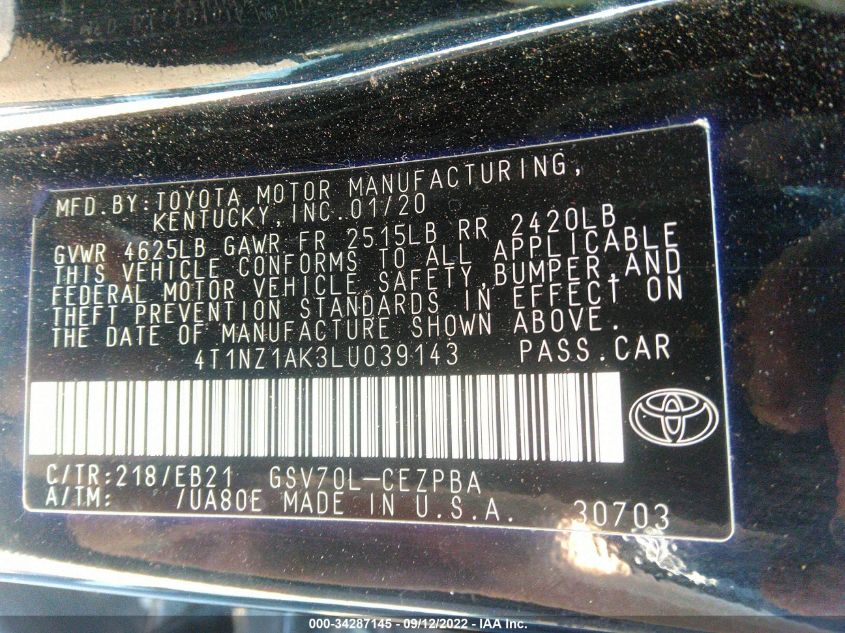 MFD.BY:TOYOTA MOTOR MANUFACTURING,
KENTUCKY,INC.01/20
GVWR 4625LB GAWR FR 2515LB RR 2420LB
THIS VEHICLE CONFORMS TO ALL APPLICABLE
FEDERAL MOTOR VEHICLE SAFETY,BUMPER,AND
THEFT PREVENTION STANDARDS IN EFFECT ON
THE DATE OF MANUFACTURE SHOWN ABOVE.
4T1NZ1AK3LU039143 PASS.CAR
C/TR:218/EB21 GSV70L-CEZPBA
A/TM: /UA80E MADE IN U.S.A. 30703
000-34287145 - 09/12/2022 - IAA Inc.